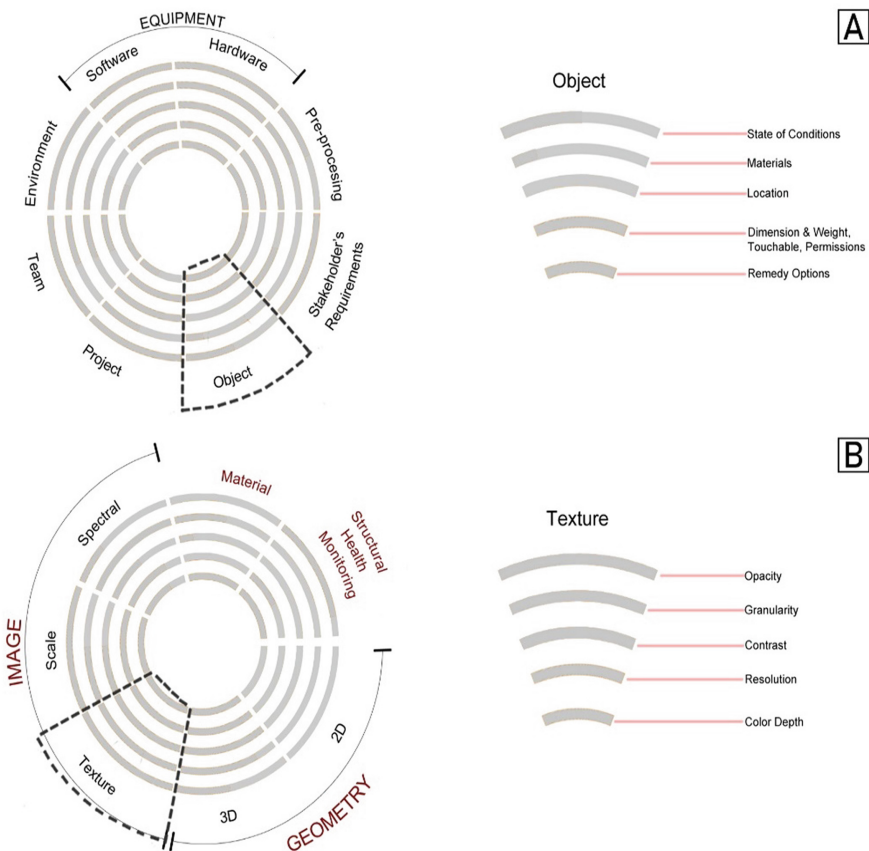 A
EQUIPMENT
Software
Hardware
Environment
Pre-procesing
Team
Stakeholder's
Requirements
Project
Object
Object
State of Conditions
Materials
Location
Dimension & Weight,
Touchable, Permissions
Remedy Options
B
Material
Spectral
Structural
Health
Monitoring
IMAGE
Scale
2D
Texture
3D
GEOMETRY
Texture
Opacity
Granularity
Contrast
Resolution
Color Depth